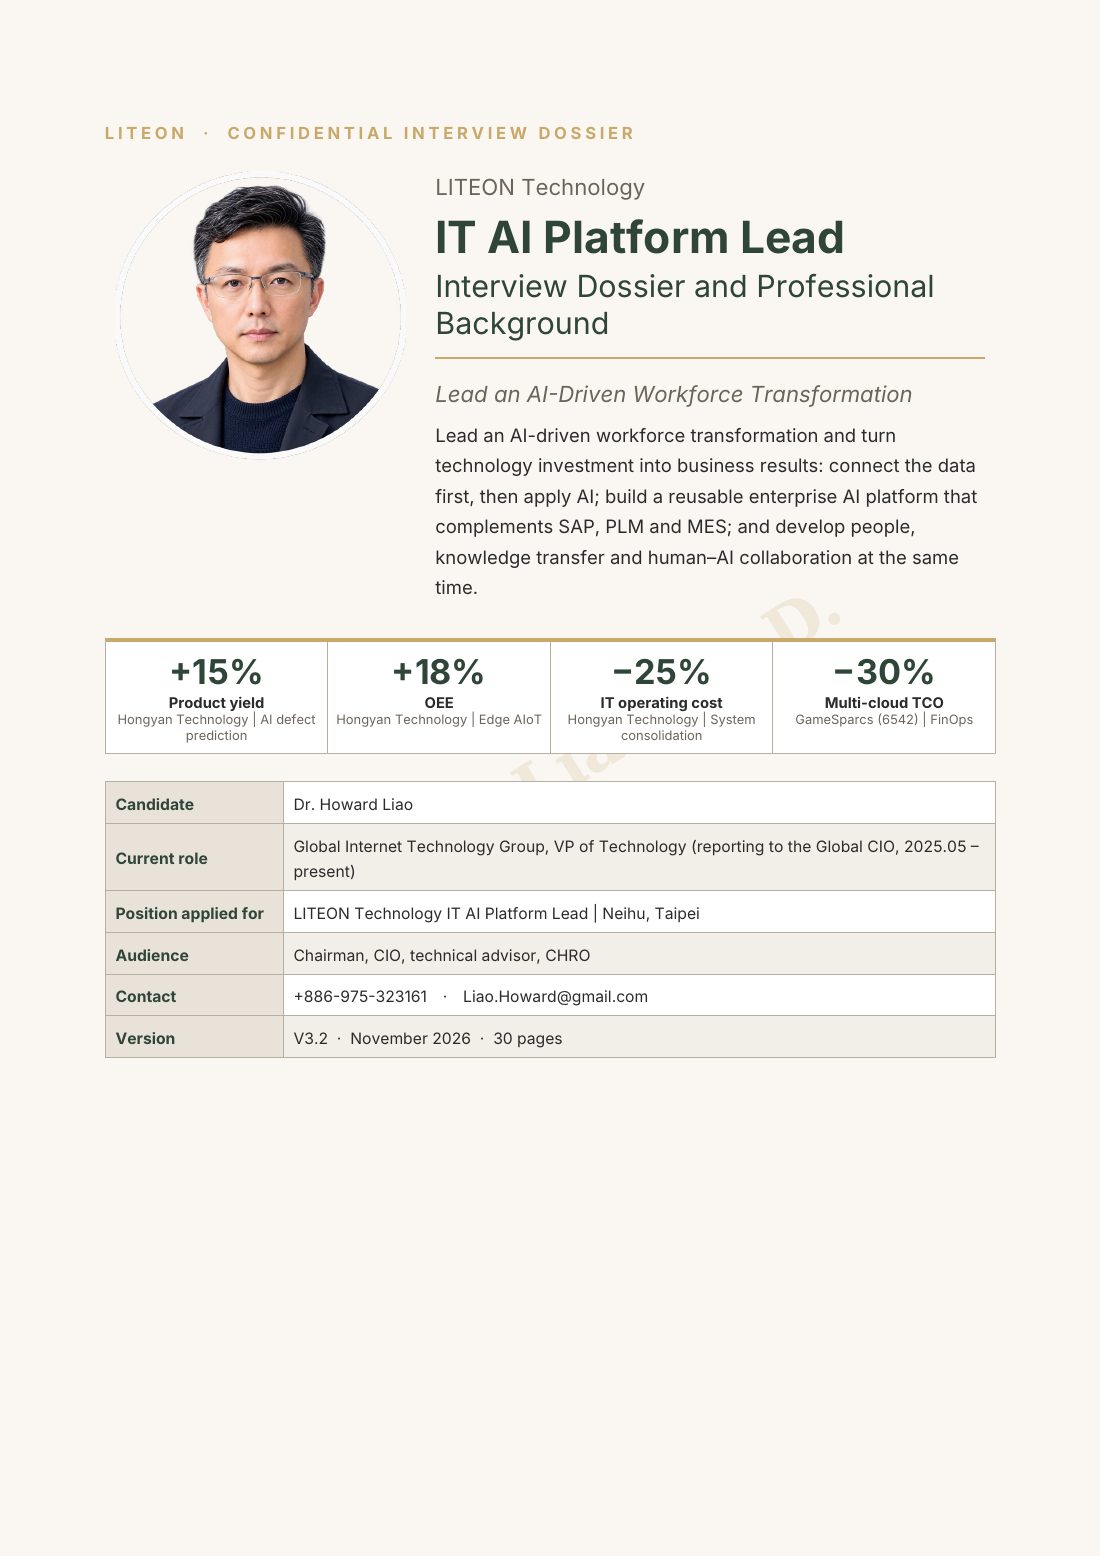 LITEON · CONFIDENTIAL INTERVIEW DOSSIER
LITEON Technology
IT AI Platform Lead
Interview Dossier and Professional
Background
Lead an AI-Driven Workforce Transformation
Lead an AI-driven workforce transformation and turn
technology investment into business results: connect the data
first, then apply AI; build a reusable enterprise AI platform that
complements SAP, PLM and MES; and develop people,
knowledge transfer and human–AI collaboration at the same
time.
D.
+15%
Product yield
Hongyan Technology | AI defect
prediction
+18%
OEE
Hongyan Technology | Edge AIoT
−25%
IT operating cost
Hongyan Technology | System
consolidation
−30%
Multi-cloud TCO
GameSparcs (6542) | FinOps
Candidate
Dr. Howard Liao
Current role
Global Internet Technology Group, VP of Technology (reporting to the Global CIO, 2025.05 –
present)
Position applied for
LITEON Technology IT AI Platform Lead | Neihu, Taipei
Audience
Chairman, CIO, technical advisor, CHRO
Contact
+886-975-323161 · Liao.Howard@gmail.com
Version
V3.2 · November 2026 · 30 pages